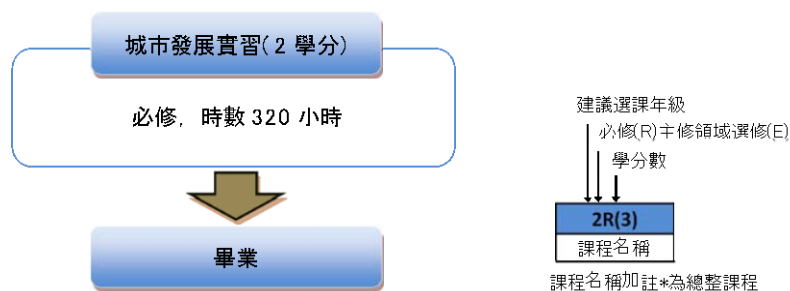 城市發展實習(2 學分)
必修, 時數 320 小時
畢業
建議選課年級
必修(R)主修領域選修(E)
學分數
2R(3)
課程名稱
課程名稱加註*為總整課程